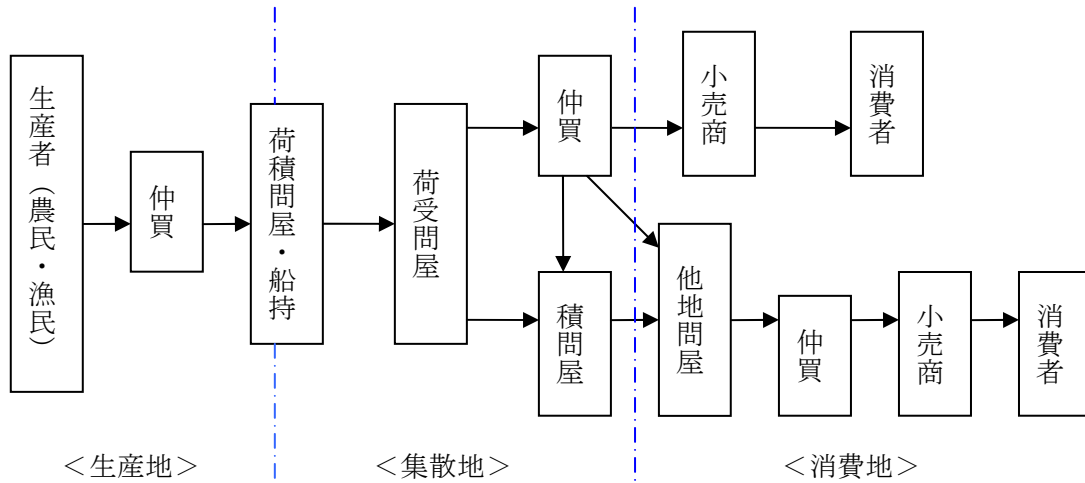 生産者（農民・漁民）
仲買
荷積問屋・船持
荷受問屋
仲買
小売商
消費者
積問屋
他地問屋
仲買
小売商
消費者
＜生産地＞
＜集散地＞
＜消費地＞